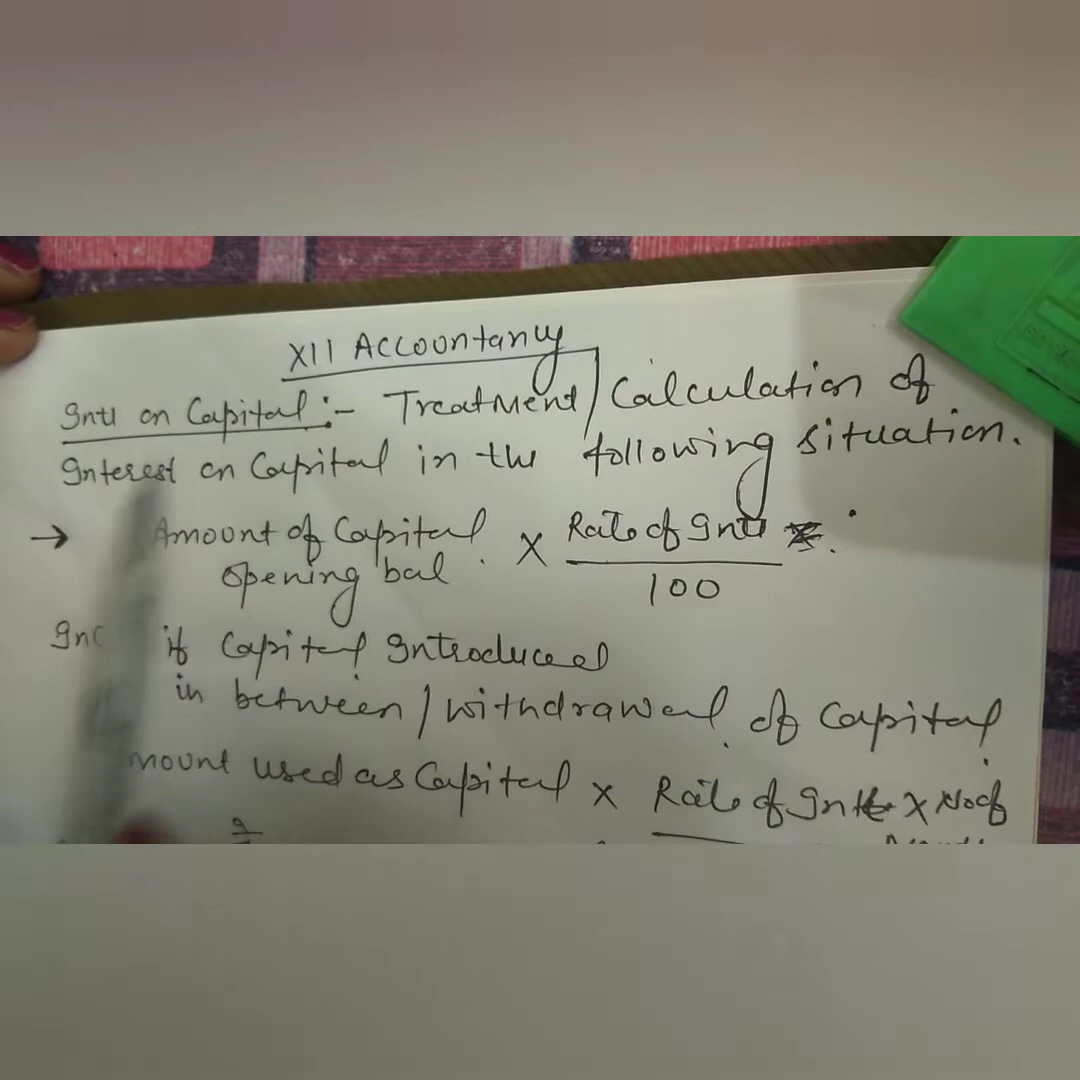 XII Accountancy
Intt on Capital :- Treatment / Calculation of
Interest on Capital in the following situation.
→ Amount of Capital × Rate of Intt
opening bal 100
if Capital Introduced
in between / withdrawal of Capital
mount used as Capital × Rate of Intt × No of